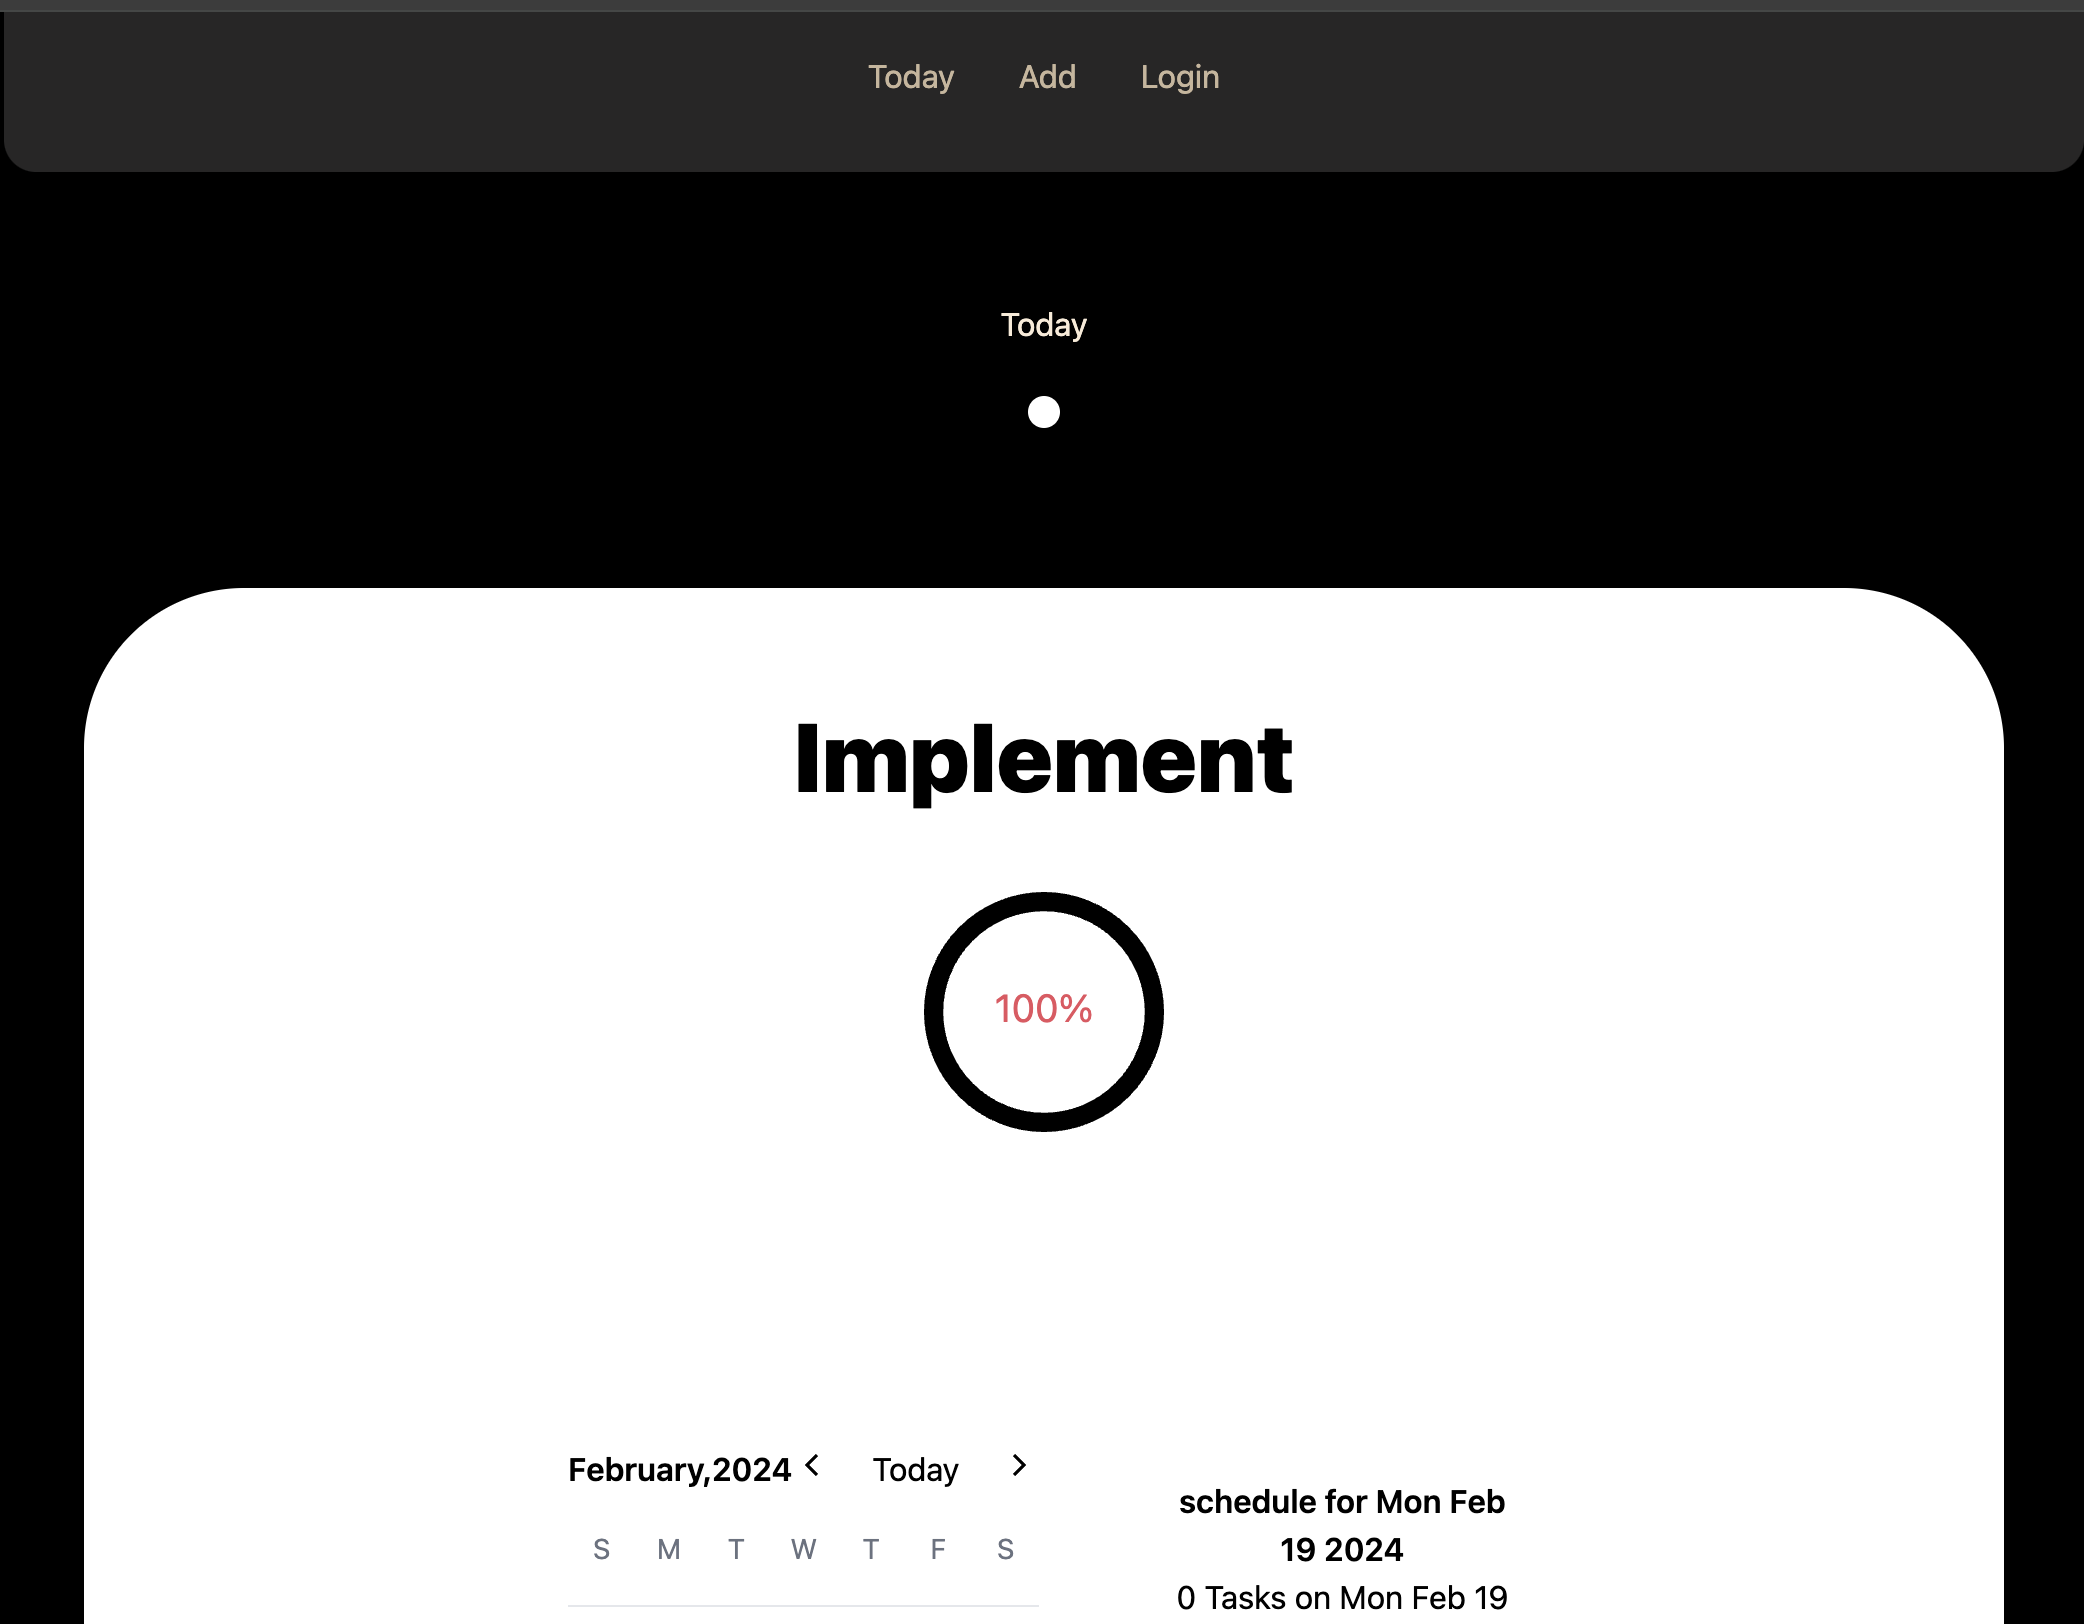 Today Add Login
Today
Implement
100%
February,2024 < Today >
S M T W T F S
schedule for Mon Feb
19 2024
0 Tasks on Mon Feb 19